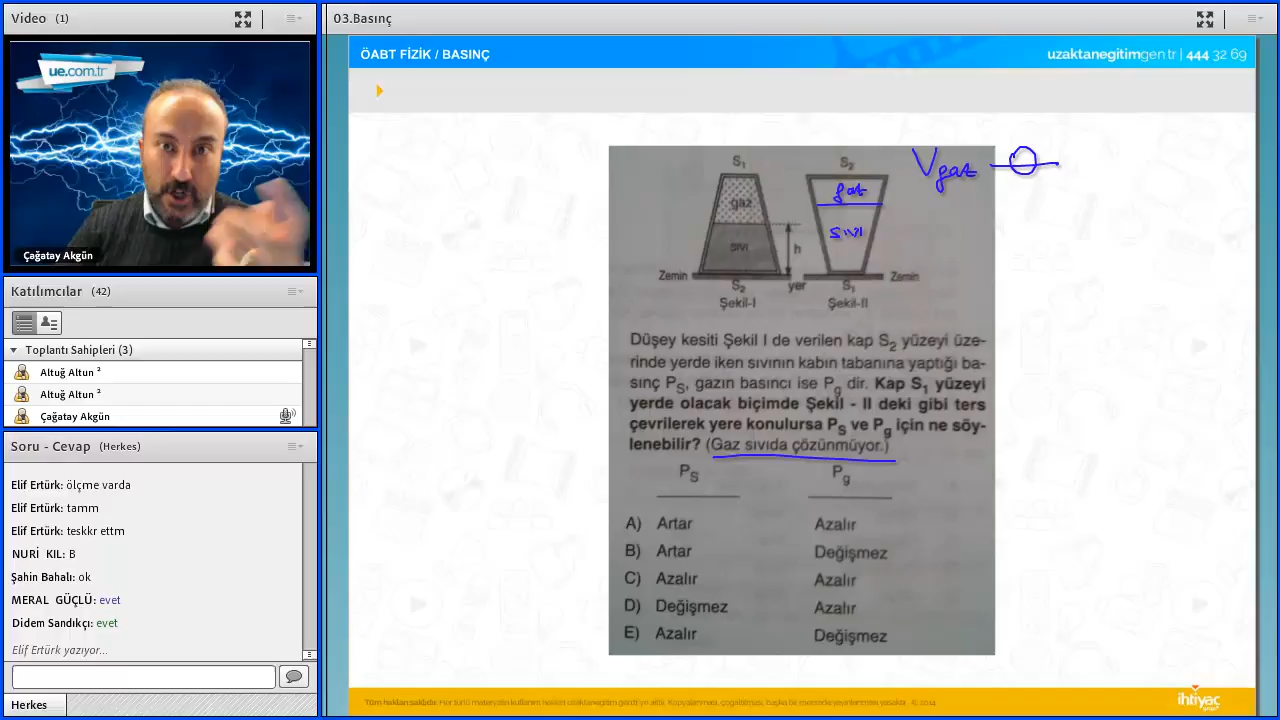 Video (1)
ue.com.tr
Çağatay Akgün
Katılımcılar (42)
Toplantı Sahipleri (3)
Altuğ Altun ²
Altuğ Altun ²
Çağatay Akgün
Soru - Cevap (Herkes)
Elif Ertürk: ölçme varda
Elif Ertürk: tamm
Elif Ertürk: teskkr ettm
NURİ KIL: B
Şahin Bahalı: ok
MERAL GÜÇLÜ: evet
Didem Sandıkçı: evet
Elif Ertürk yazıyor...
Herkes
03.Basınç
ÖABT FİZİK / BASINÇ
uzaktanegitimgentr | 444 32 69
S₁ S₂
Vgaz
gaz gaz
sıvı sıvı
h
Zemin Zemin
S₂ yer S₁
Şekil-I Şekil-II
Düşey kesiti Şekil I de verilen kap S₂ yüzeyi üze-
rinde yerde iken sıvının kabın tabanına yaptığı ba-
sınç PS, gazın basıncı ise Pg dir. Kap S₁ yüzeyi
yerde olacak biçimde Şekil - II deki gibi ters
çevrilerek yere konulursa PS ve Pg için ne söy-
lenebilir? (Gaz sıvıda çözünmüyor.)
PS Pg
A) Artar Azalır
B) Artar Değişmez
C) Azalır Azalır
D) Değişmez Azalır
E) Azalır Değişmez
Tüm hakları saklıdır.
ihtiyaç